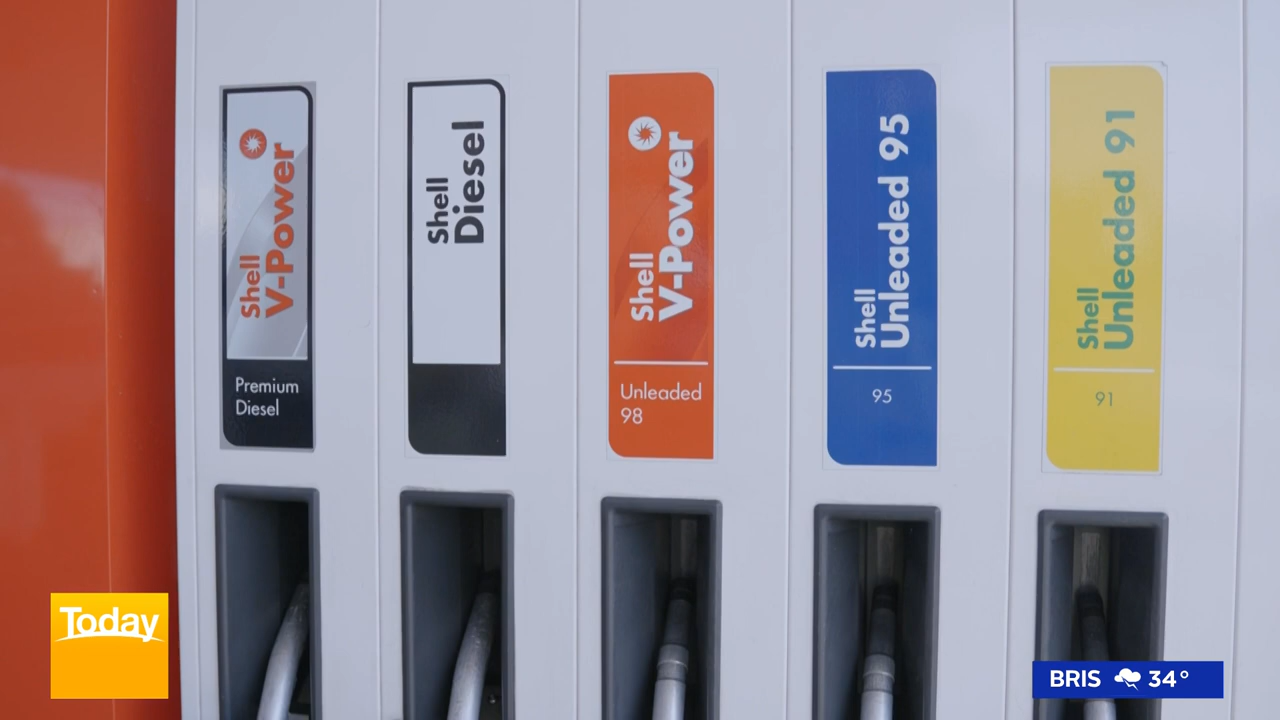 Shell
V-Power
Premium
Diesel
Shell
Diesel
Shell
V-Power
Unleaded
98
Shell
Unleaded 95
95
Shell
Unleaded 91
91
Today
BRIS 34°